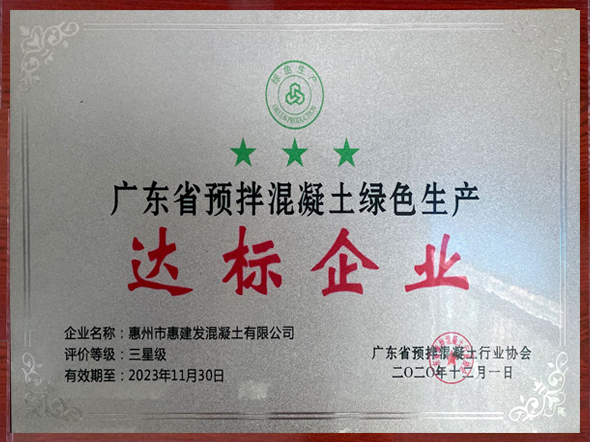 绿色生产
GREEN PRODUCTION
广东省预拌混凝土绿色生产
达标企业
企业名称：惠州市惠建发混凝土有限公司
评价等级：三星级
有效期至：2023年11月30日
广东省预拌混凝土行业协会
二〇二〇年十二月一日